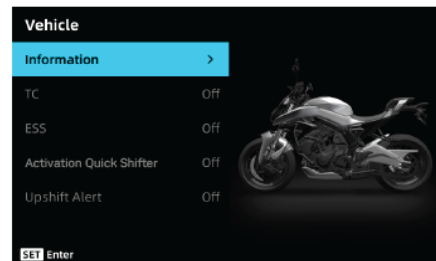 Vehicle
Information >
TC Off
ESS Off
Activation Quick Shifter Off
Upshift Alert Off
SET Enter